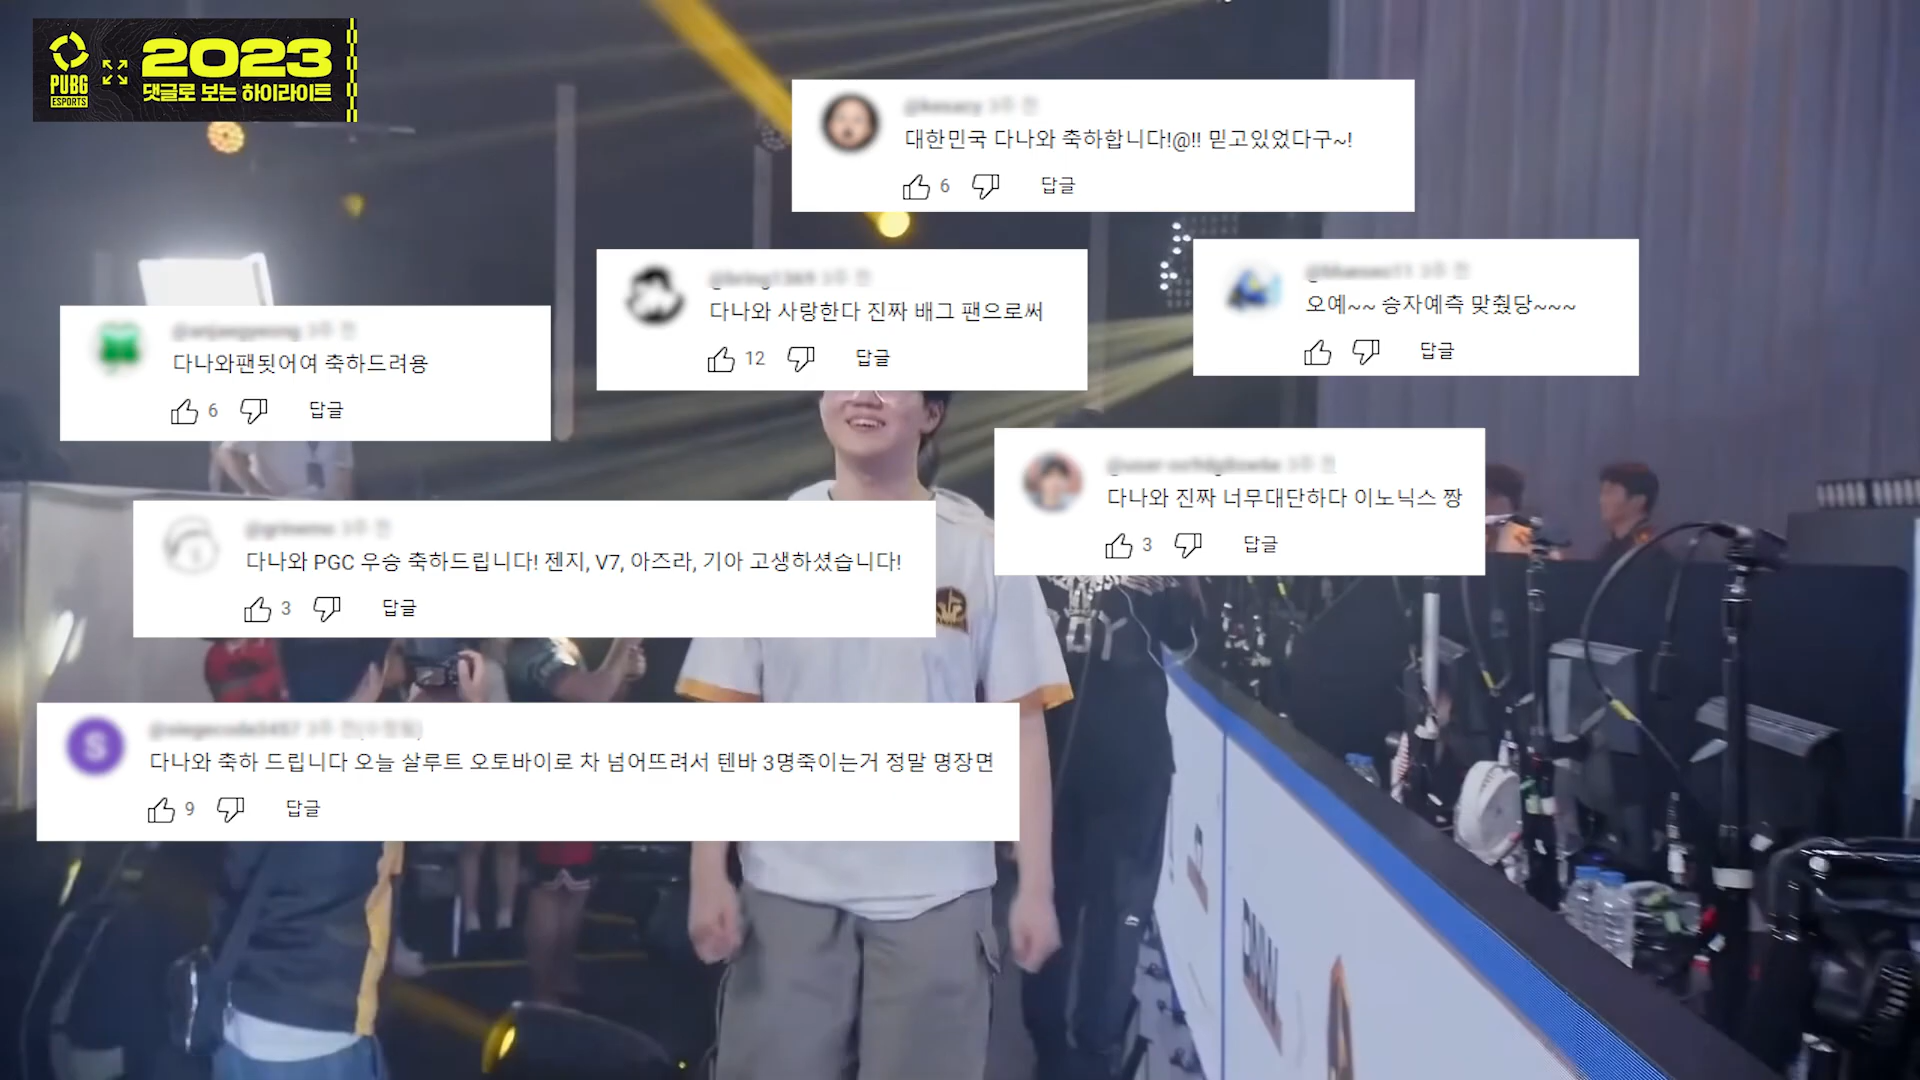 PUBG
ESPORTS
2023
댓글로 보는 하이라이트
대한민국 다나와 축하합니다!@!! 믿고있었다구~!
6 답글
다나와 사랑한다 진짜 배그 팬으로써
12 답글
오예~~ 승자예측 맞췄당~~~
답글
다나와팬됫어여 축하드려용
6 답글
다나와 진짜 너무대단하다 이노닉스 짱
3 답글
다나와 PGC 우승 축하드립니다! 젠지, V7, 아즈라, 기아 고생하셨습니다!
3 답글
S
다나와 축하 드립니다 오늘 살루트 오토바이로 차 넘어뜨려서 텐바 3명죽이는거 정말 명장면
9 답글